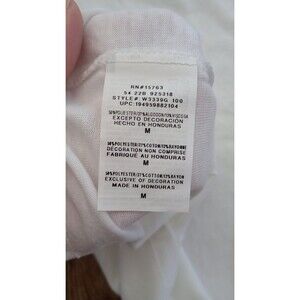 RN#15763
54 22B 925318
STYLE#: W3339G 100
UPC:194959882104
EXCEPTO DECORACIÓN
HECHO EN HONDURAS
M
DECORATION NON COMPRISE
FABRIQUÉ AU HONDURAS
M
EXCLUSIVE OF DECORATION
MADE IN HONDURAS
M